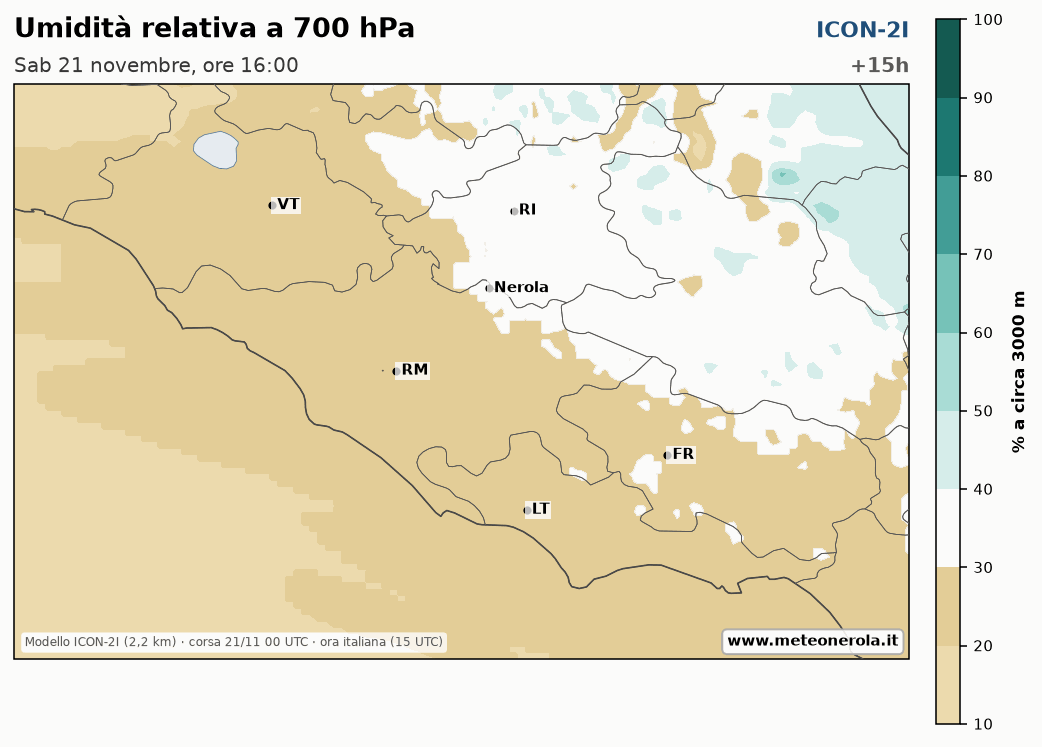 Umidità relativa a 700 hPa
ICON-2I
Sab 21 novembre, ore 16:00
+15h
100
90
80
70
60
50
40
30
20
10
% a circa 3000 m
VT
RI
Nerola
RM
FR
LT
Modello ICON-2I (2,2 km) · corsa 21/11 00 UTC · ora italiana (15 UTC)
www.meteonerola.it